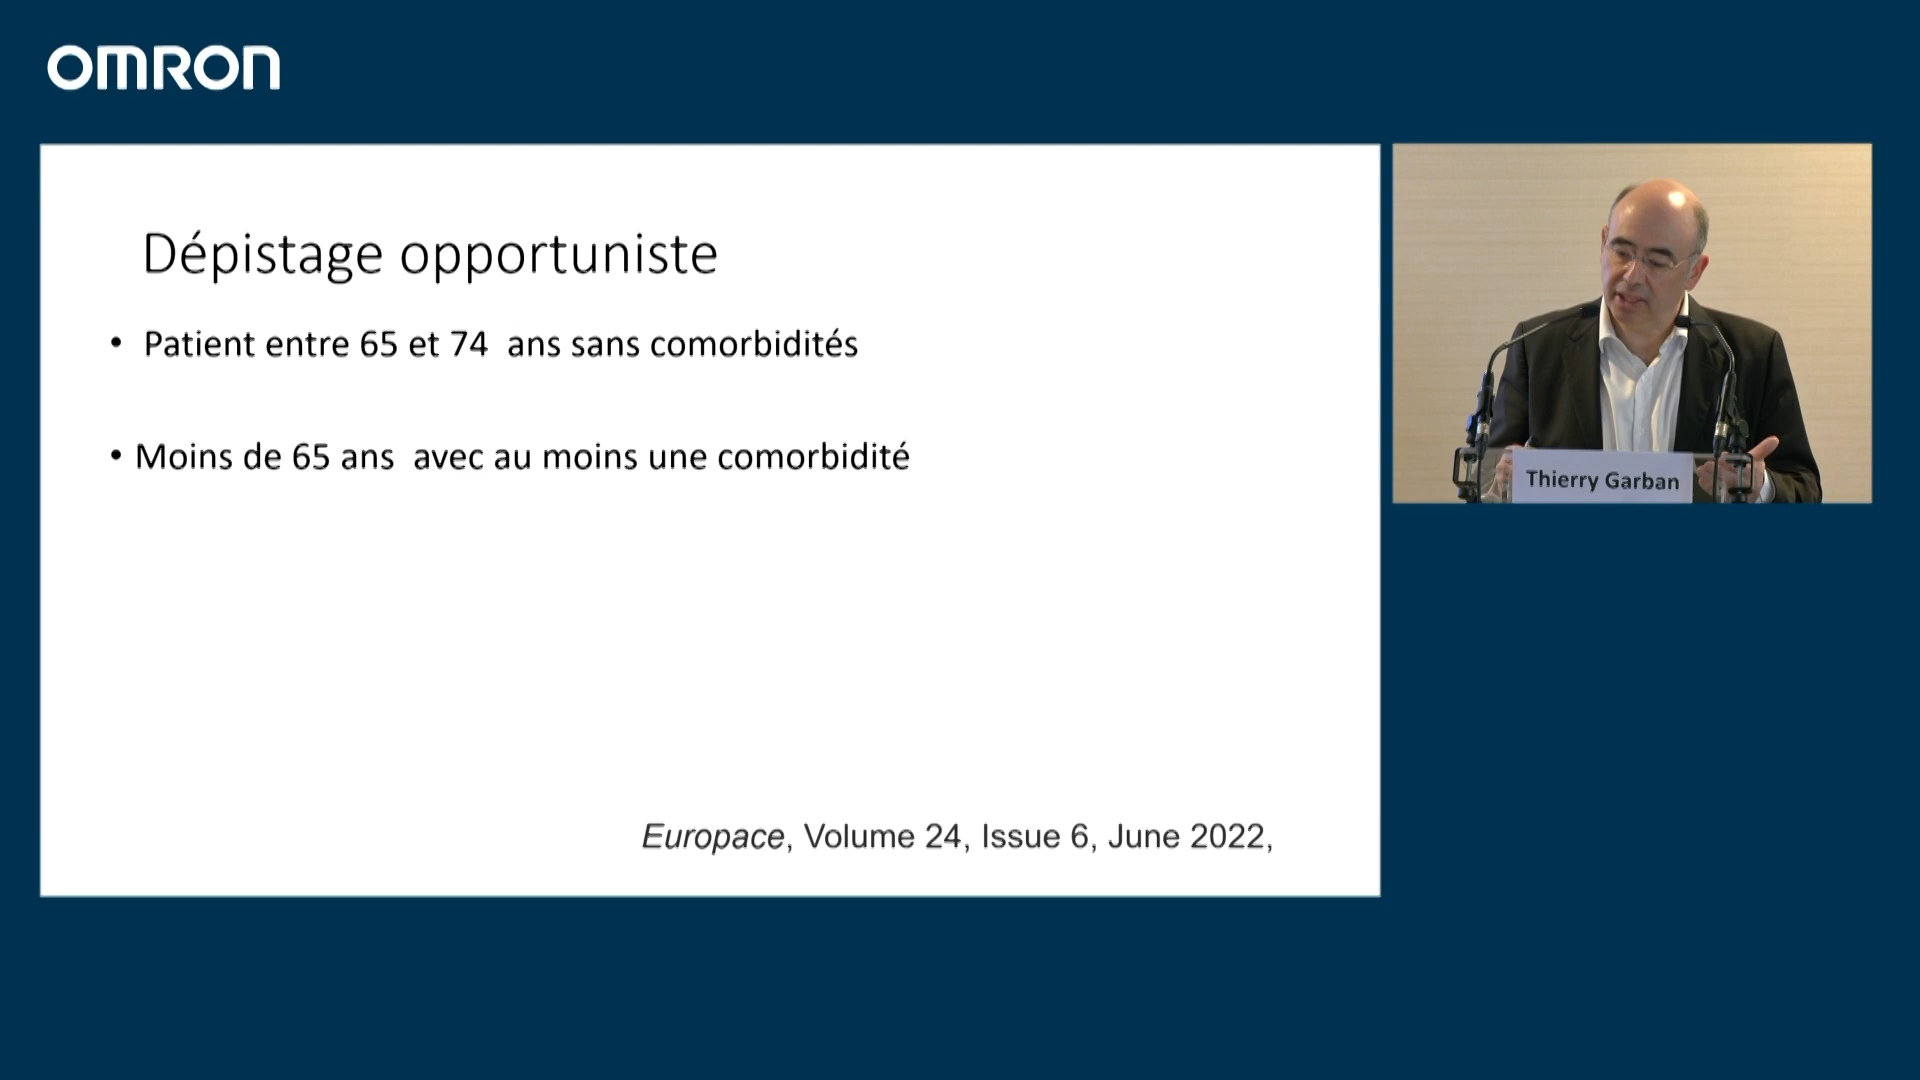 OMRON
Dépistage opportuniste
• Patient entre 65 et 74 ans sans comorbidités
• Moins de 65 ans avec au moins une comorbidité
Europace, Volume 24, Issue 6, June 2022,
Thierry Garban